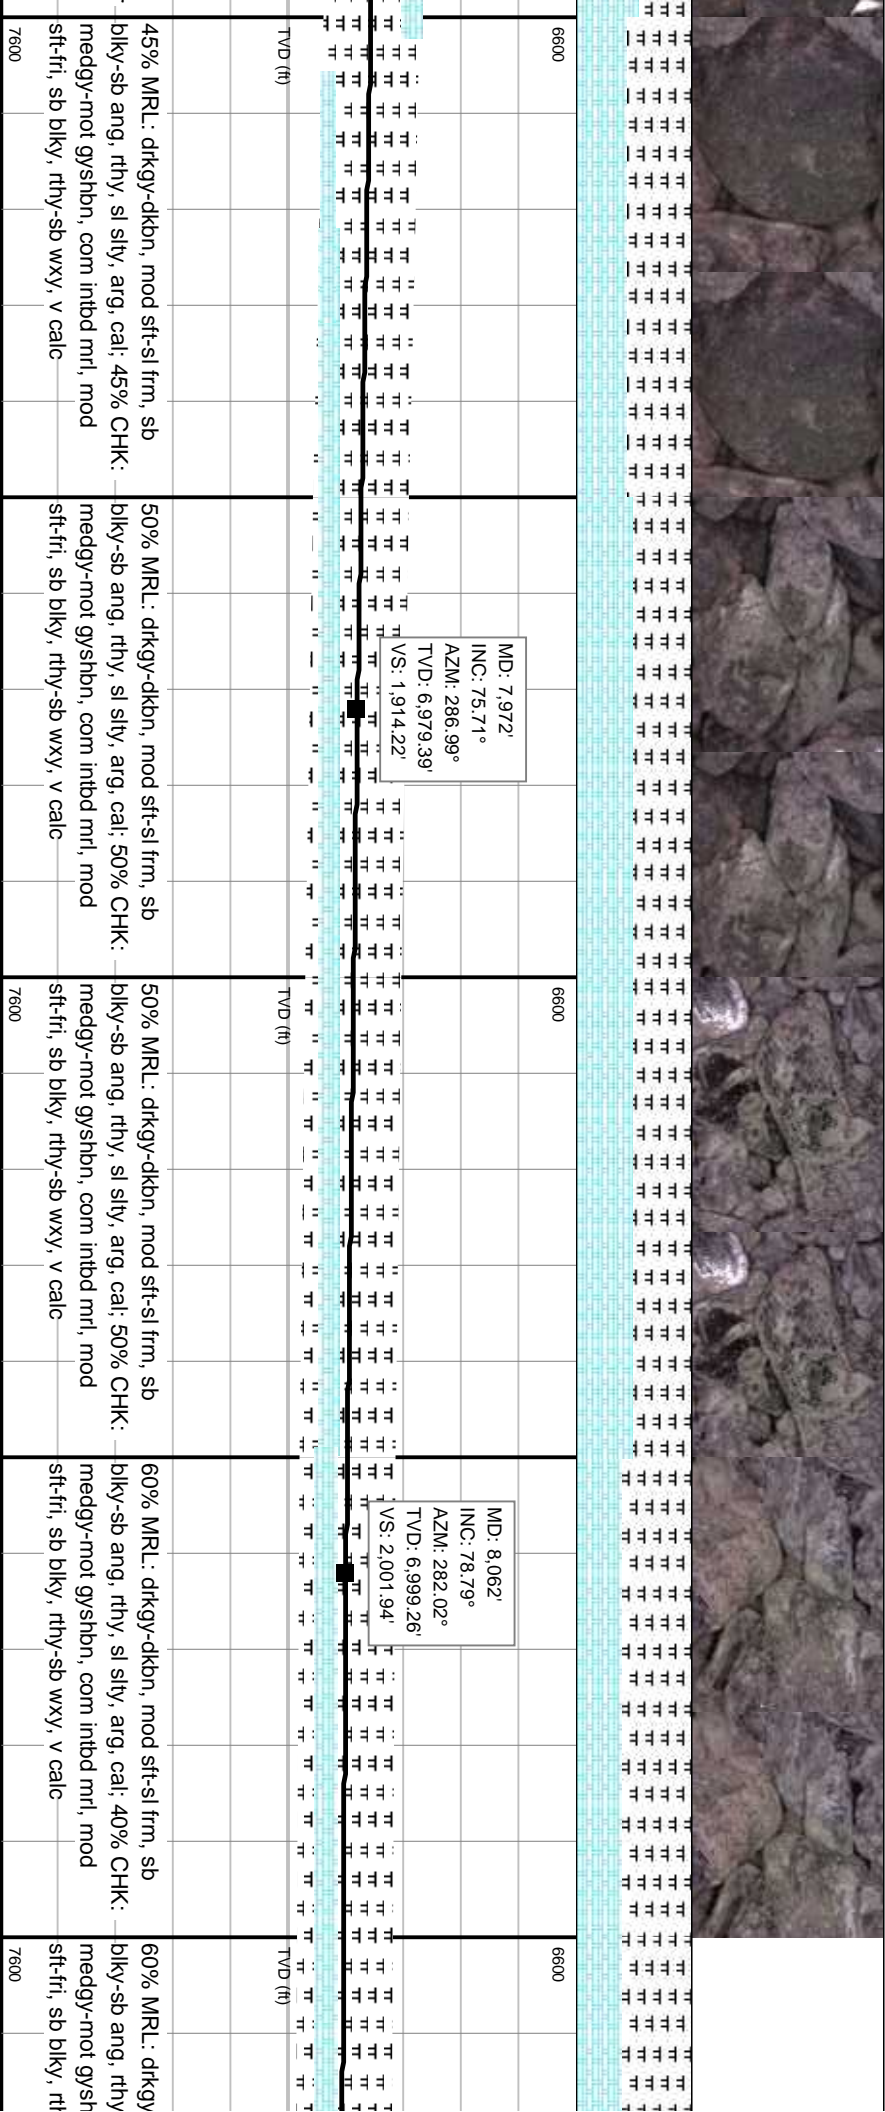 6600
TVD (ft)
7600
45% MRL: drkgy-dkbn, mod sft-sl frm, sb
blky-sb ang, rthy, sl slty, arg, cal; 45% CHK:
medgy-mot gyshbn, com intbd mrl, mod
sft-fri, sb blky, rthy-sb wxy, v calc
MD: 7,972'
INC: 75.71°
AZM: 286.99°
TVD: 6,979.39'
VS: 1,914.22'
50% MRL: drkgy-dkbn, mod sft-sl frm, sb
blky-sb ang, rthy, sl slty, arg, cal; 50% CHK:
medgy-mot gyshbn, com intbd mrl, mod
sft-fri, sb blky, rthy-sb wxy, v calc
6600
TVD (ft)
7600
50% MRL: drkgy-dkbn, mod sft-sl frm, sb
blky-sb ang, rthy, sl slty, arg, cal; 50% CHK:
medgy-mot gyshbn, com intbd mrl, mod
sft-fri, sb blky, rthy-sb wxy, v calc
MD: 8,062'
INC: 78.79°
AZM: 282.02°
TVD: 6,999.26'
VS: 2,001.94'
60% MRL: drkgy-dkbn, mod sft-sl frm, sb
blky-sb ang, rthy, sl slty, arg, cal; 40% CHK:
medgy-mot gyshbn, com intbd mrl, mod
sft-fri, sb blky, rthy-sb wxy, v calc
6600
TVD (ft)
7600
60% MRL: drkgy
blky-sb ang, rthy
medgy-mot gysh
sft-fri, sb blky, rt